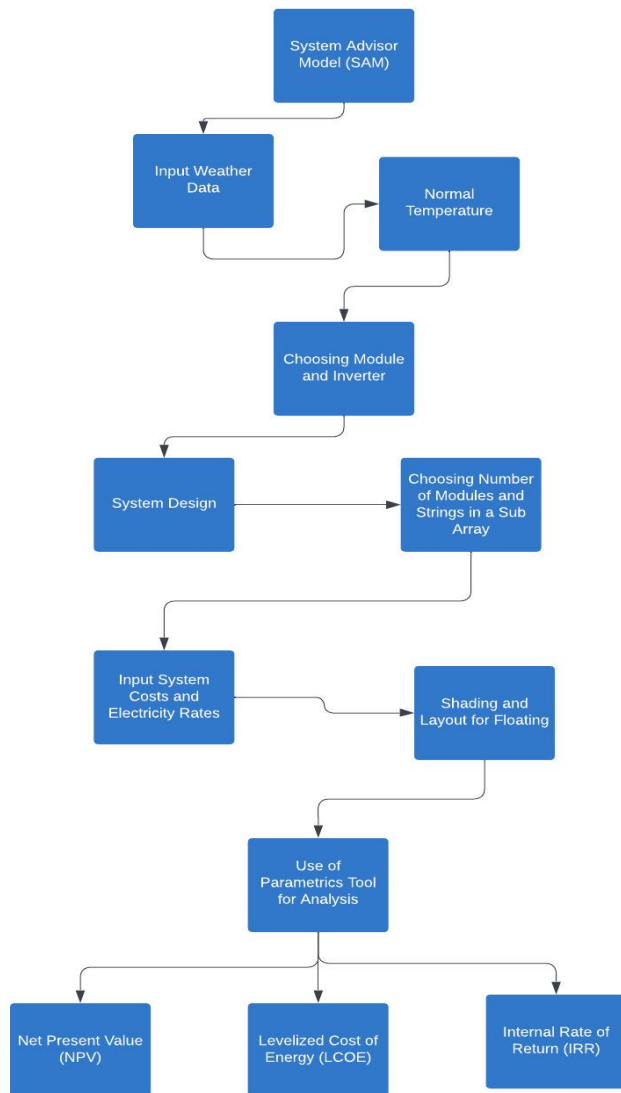 System Advisor
Model (SAM)
Input Weather
Data
Normal
Temperature
Choosing Module
and Inverter
System Design
Choosing Number
of Modules and
Strings in a Sub
Array
Input System
Costs and
Electricity Rates
Shading and
Layout for Floating
Use of
Parametrics Tool
for Analysis
Net Present Value
(NPV)
Levelized Cost of
Energy (LCOE)
Internal Rate of
Return (IRR)